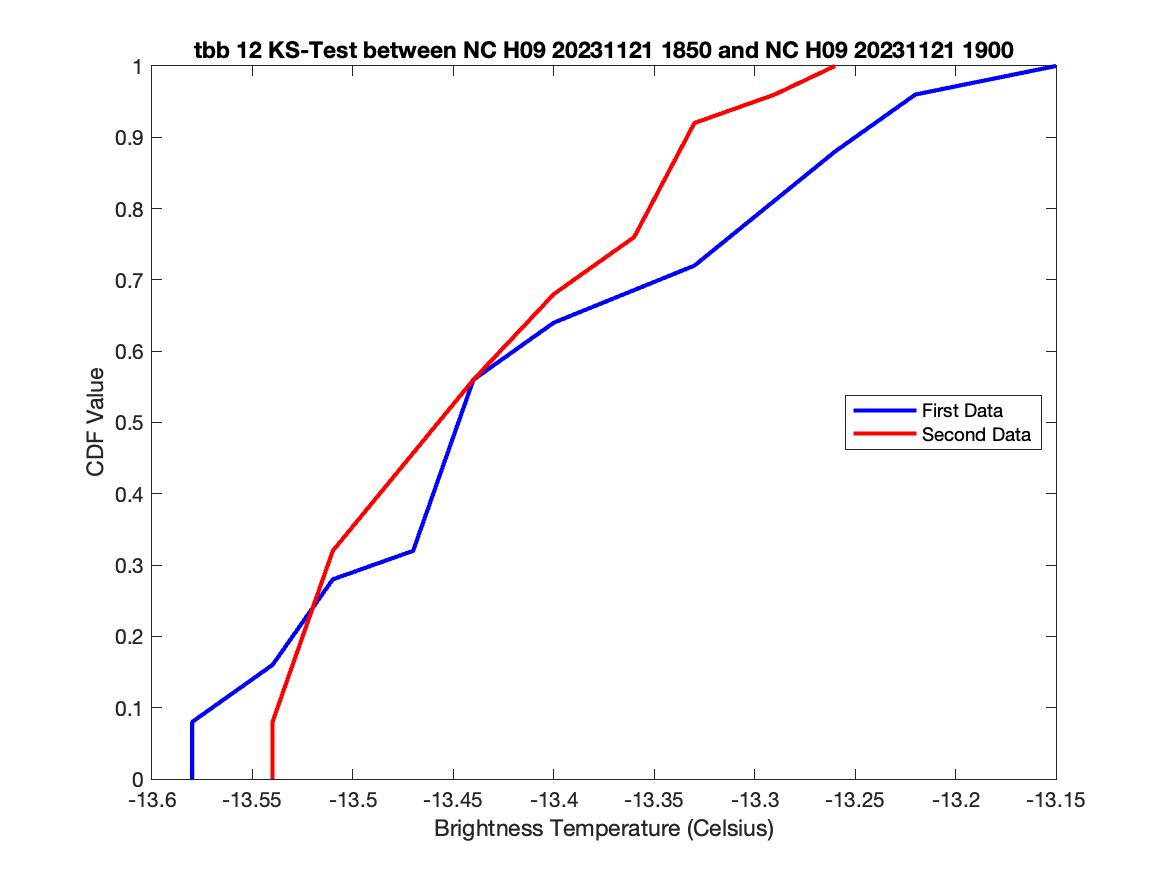 tbb 12 KS-Test between NC H09 20231121 1850 and NC H09 20231121 1900
1
0.9
0.8
0.7
0.6
0.5
0.4
0.3
0.2
0.1
0
CDF Value
First Data
Second Data
-13.6 -13.55 -13.5 -13.45 -13.4 -13.35 -13.3 -13.25 -13.2 -13.15
Brightness Temperature (Celsius)